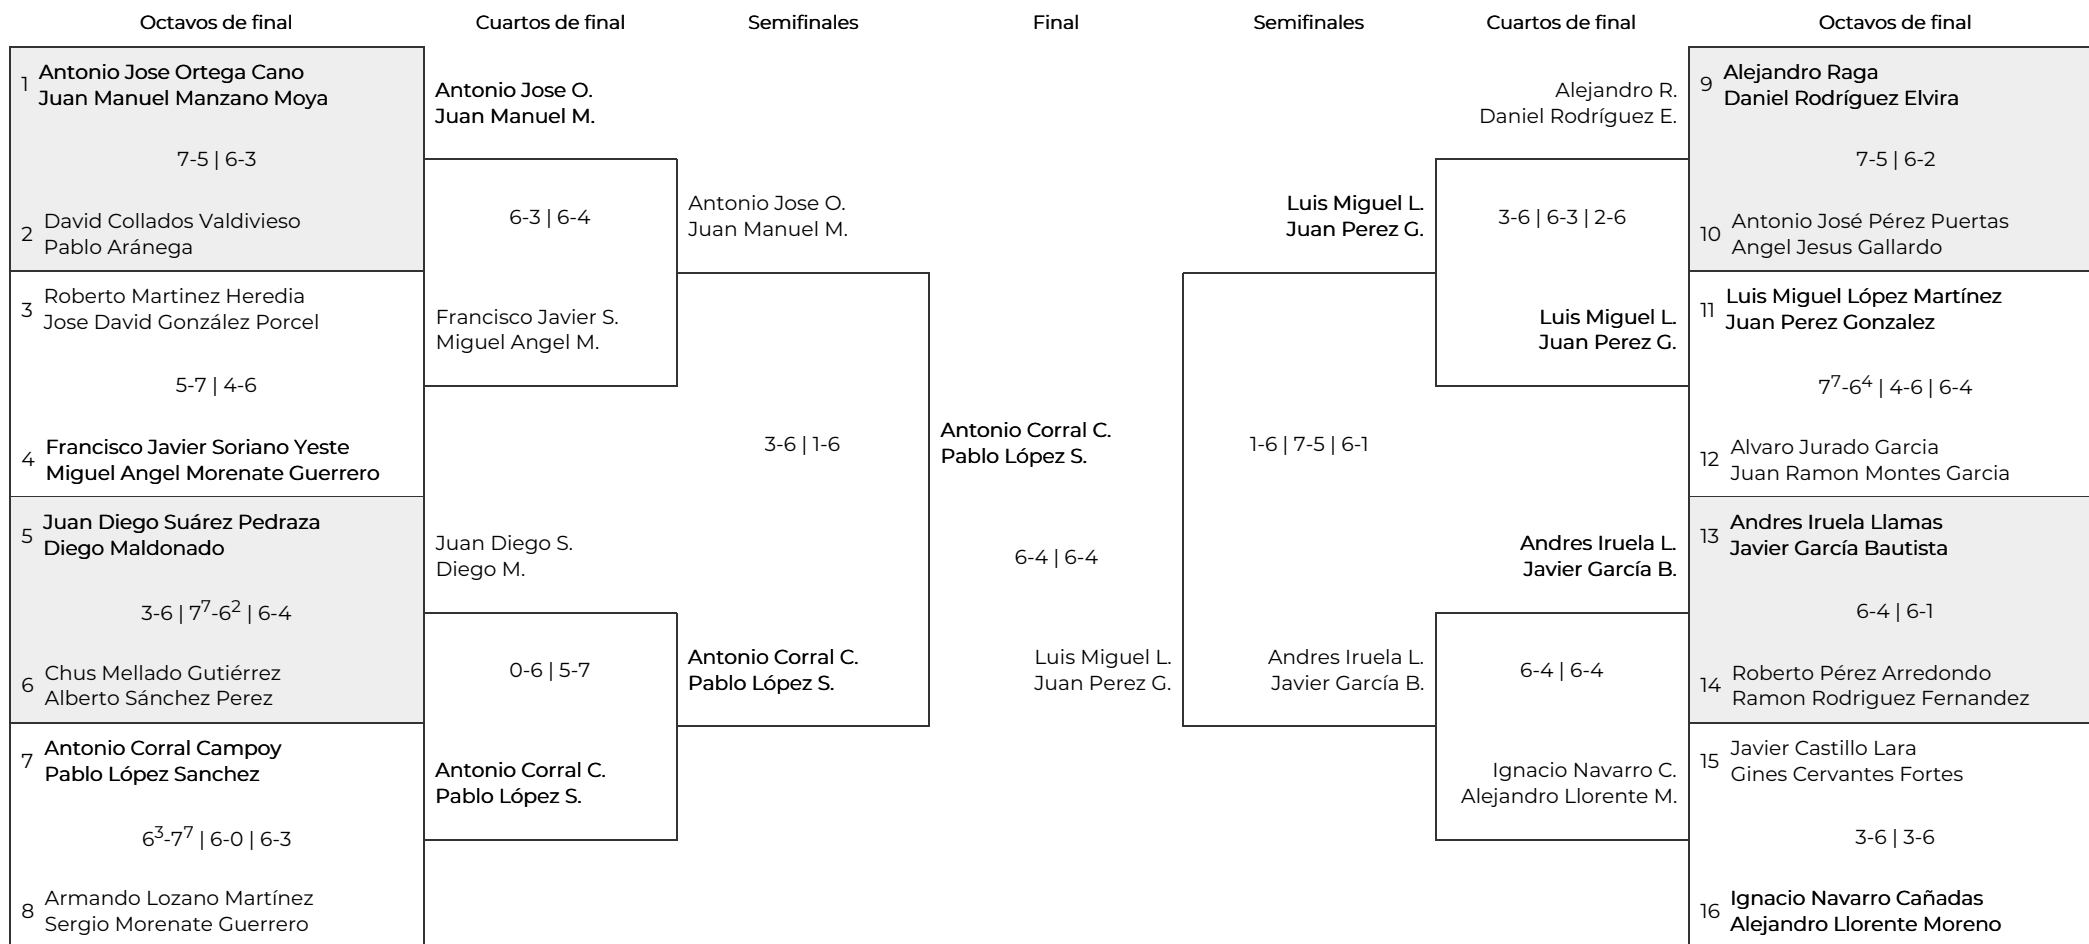 Octavos de final
Cuartos de final
Semifinales
Final
Semifinales
Cuartos de final
Octavos de final
1
Antonio Jose Ortega Cano
Juan Manuel Manzano Moya
7-5 | 6-3
2
David Collados Valdivieso
Pablo Aránega
3
Roberto Martinez Heredia
Jose David González Porcel
5-7 | 4-6
4
Francisco Javier Soriano Yeste
Miguel Angel Morenate Guerrero
5
Juan Diego Suárez Pedraza
Diego Maldonado
3-6 | 7⁷-6² | 6-4
6
Chus Mellado Gutiérrez
Alberto Sánchez Perez
7
Antonio Corral Campoy
Pablo López Sanchez
6³-7⁷ | 6-0 | 6-3
8
Armando Lozano Martínez
Sergio Morenate Guerrero
Antonio Jose O.
Juan Manuel M.
6-3 | 6-4
Francisco Javier S.
Miguel Angel M.
Juan Diego S.
Diego M.
0-6 | 5-7
Antonio Corral C.
Pablo López S.
Antonio Jose O.
Juan Manuel M.
3-6 | 1-6
Antonio Corral C.
Pablo López S.
Antonio Corral C.
Pablo López S.
6-4 | 6-4
Luis Miguel L.
Juan Perez G.
Luis Miguel L.
Juan Perez G.
1-6 | 7-5 | 6-1
Andres Iruela L.
Javier García B.
Alejandro R.
Daniel Rodríguez E.
3-6 | 6-3 | 2-6
Luis Miguel L.
Juan Perez G.
Andres Iruela L.
Javier García B.
6-4 | 6-4
Ignacio Navarro C.
Alejandro Llorente M.
9
Alejandro Raga
Daniel Rodríguez Elvira
7-5 | 6-2
10
Antonio José Pérez Puertas
Angel Jesus Gallardo
11
Luis Miguel López Martínez
Juan Perez Gonzalez
7⁷-6⁴ | 4-6 | 6-4
12
Alvaro Jurado Garcia
Juan Ramon Montes Garcia
13
Andres Iruela Llamas
Javier García Bautista
6-4 | 6-1
14
Roberto Pérez Arredondo
Ramon Rodriguez Fernandez
15
Javier Castillo Lara
Gines Cervantes Fortes
3-6 | 3-6
16
Ignacio Navarro Cañadas
Alejandro Llorente Moreno